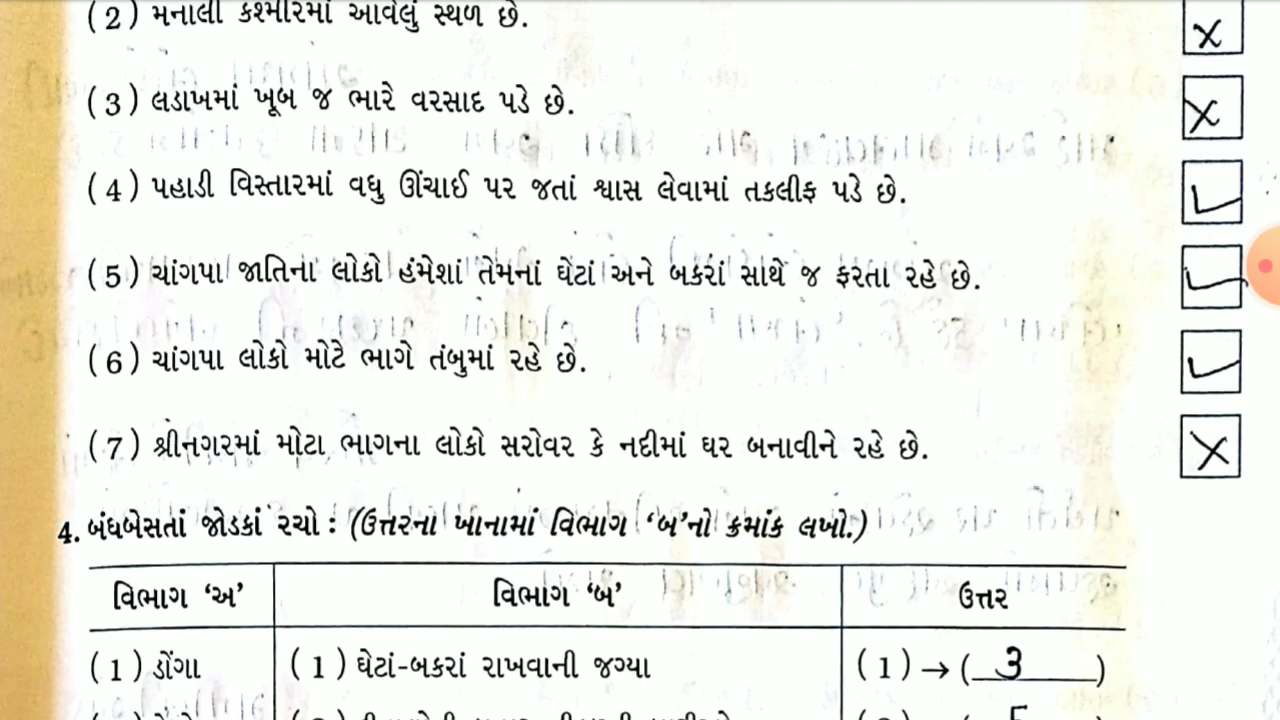 (2) મનાલી કશ્મીરમાં આવેલું સ્થળ છે. ×
(3) લડાખમાં ખૂબ જ ભારે વરસાદ પડે છે. ×
(4) પહાડી વિસ્તારમાં વધુ ઊંચાઈ પર જતાં શ્વાસ લેવામાં તકલીફ પડે છે. ✓
(5) ચાંગપા જાતિના લોકો હંમેશાં તેમનાં ઘેટાં અને બકરાં સાથે જ ફરતા રહે છે. ✓
(6) ચાંગપા લોકો મોટે ભાગે તંબુમાં રહે છે. ✓
(7) શ્રીનગરમાં મોટા ભાગના લોકો સરોવર કે નદીમાં ઘર બનાવીને રહે છે. ×
4. બંધબેસતાં જોડકાં રચો : (ઉત્તરના ખાનામાં વિભાગ ‘બ’નો ક્રમાંક લખો.)
વિભાગ ‘અ’ વિભાગ ‘બ’ ઉત્તર
(1) ડોંગા (1) ઘેટાં-બકરાં રાખવાની જગ્યા (1) → (3)